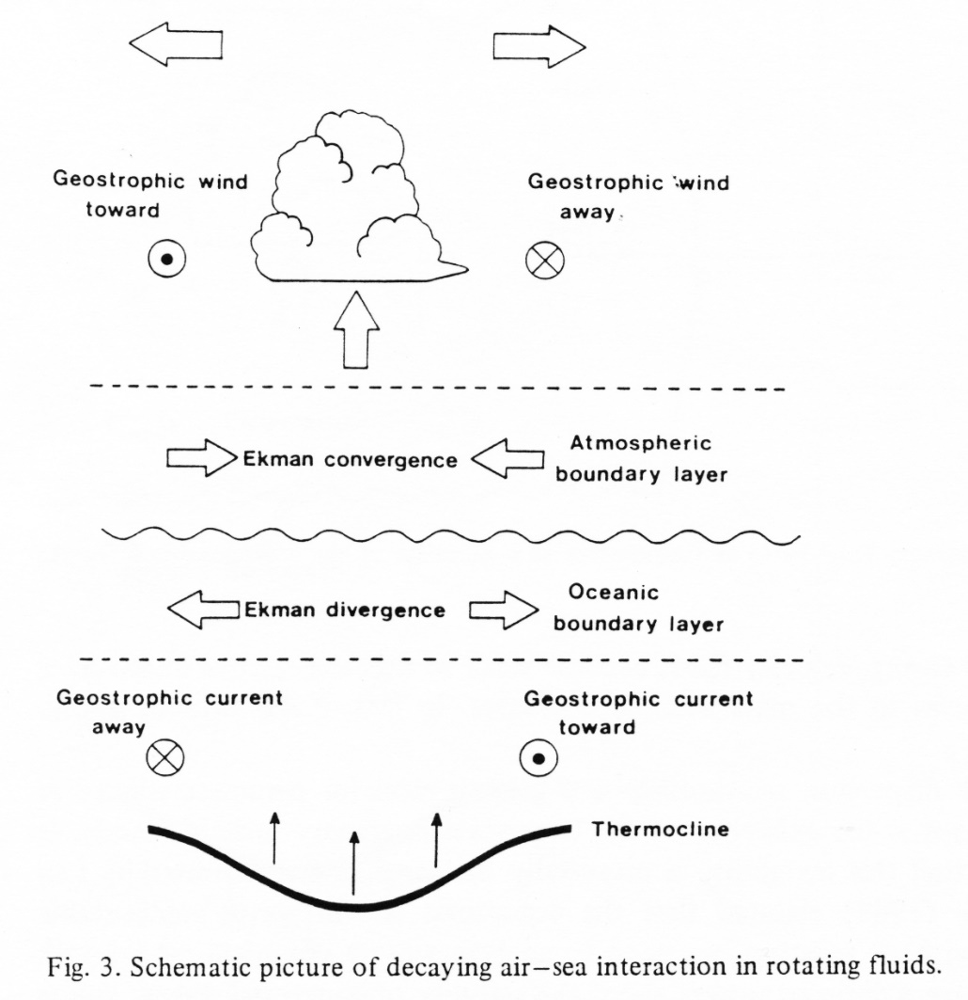 Geostrophic wind
toward
Geostrophic wind
away
Ekman convergence
Atmospheric
boundary layer
Ekman divergence
Oceanic
boundary layer
Geostrophic current
away
Geostrophic current
toward
Thermocline
Fig. 3. Schematic picture of decaying air–sea interaction in rotating fluids.